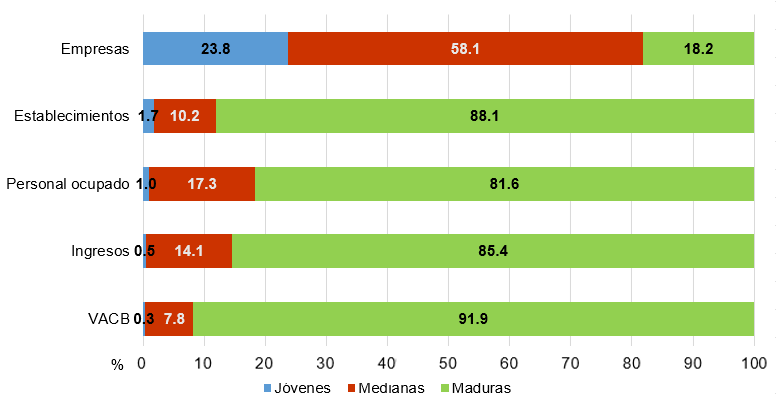 Empresas 23.8 58.1 18.2
Establecimientos 1.7 10.2 88.1
Personal ocupado 1.0 17.3 81.6
Ingresos 0.5 14.1 85.4
VACB 0.3 7.8 91.9
% 0 10 20 30 40 50 60 70 80 90 100
Jóvenes Medianas Maduras